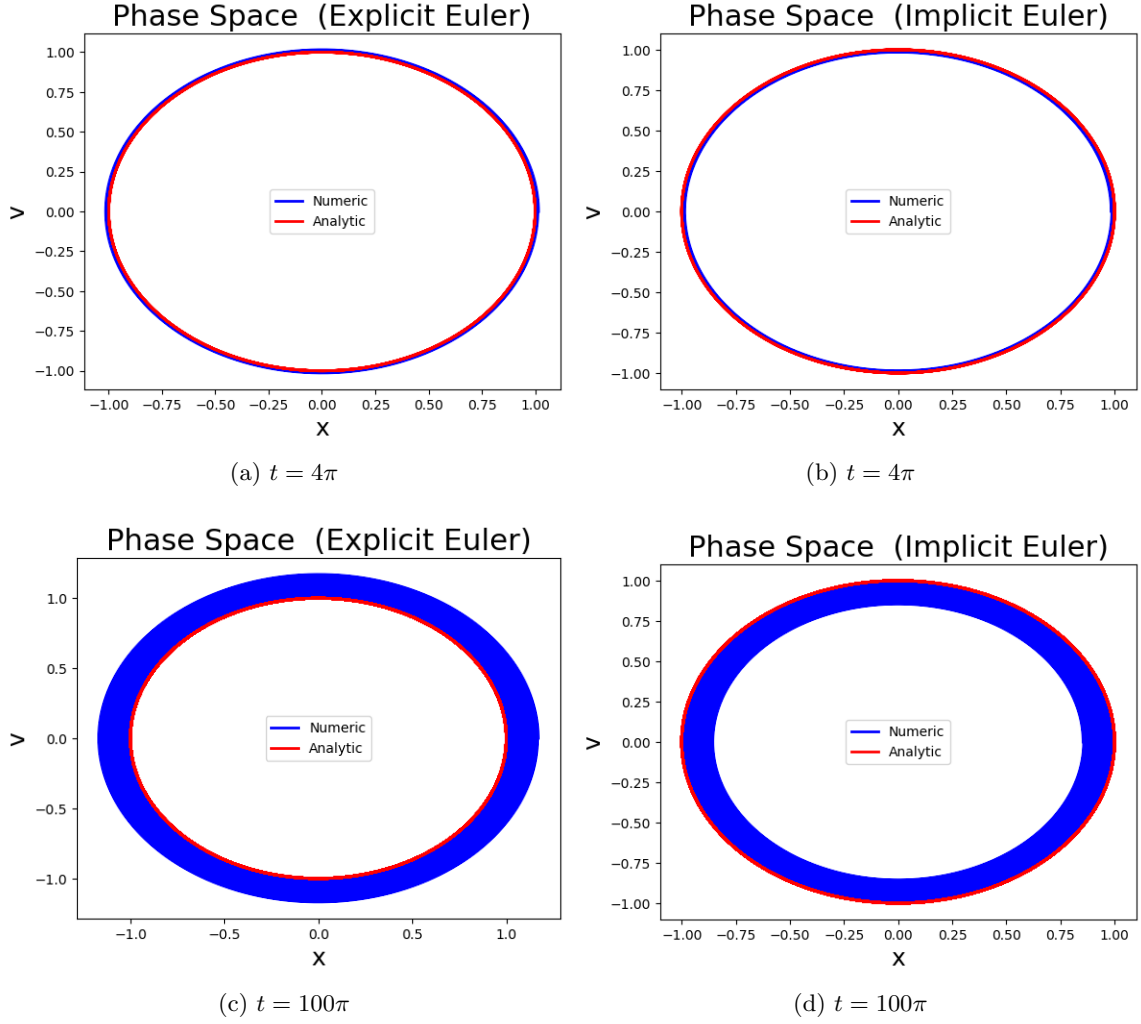 Phase Space  (Explicit Euler)
1.00
0.75
0.50
0.25
0.00
−0.25
−0.50
−0.75
−1.00
v
Numeric
Analytic
−1.00 −0.75 −0.50 −0.25 0.00 0.25 0.50 0.75 1.00
x
(a) t = 4π
Phase Space  (Implicit Euler)
1.00
0.75
0.50
0.25
0.00
−0.25
−0.50
−0.75
−1.00
v
Numeric
Analytic
−1.00 −0.75 −0.50 −0.25 0.00 0.25 0.50 0.75 1.00
x
(b) t = 4π
Phase Space  (Explicit Euler)
1.0
0.5
0.0
−0.5
−1.0
v
Numeric
Analytic
−1.0 −0.5 0.0 0.5 1.0
x
(c) t = 100π
Phase Space  (Implicit Euler)
1.00
0.75
0.50
0.25
0.00
−0.25
−0.50
−0.75
−1.00
v
Numeric
Analytic
−1.00 −0.75 −0.50 −0.25 0.00 0.25 0.50 0.75 1.00
x
(d) t = 100π